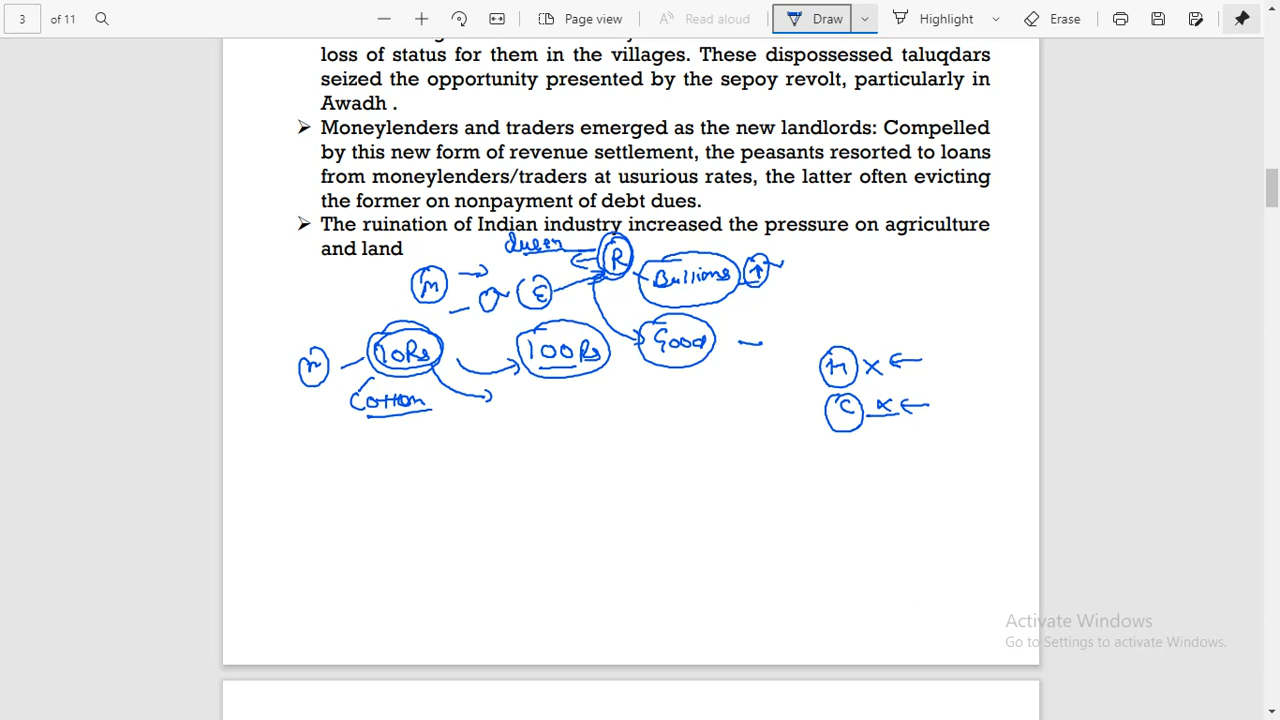 3 of 11 Page view Read aloud Draw Highlight Erase
loss of status for them in the villages. These dispossessed taluqdars
seized the opportunity presented by the sepoy revolt, particularly in
Awadh .
➢ Moneylenders and traders emerged as the new landlords: Compelled
by this new form of revenue settlement, the peasants resorted to loans
from moneylenders/traders at usurious rates, the latter often evicting
the former on nonpayment of debt dues.
➢ The ruination of Indian industry increased the pressure on agriculture
and land
R
Bullions ↑
M
E
10Rs 100Rs Good
M X
Cotton
C X
Activate Windows
Go to Settings to activate Windows.